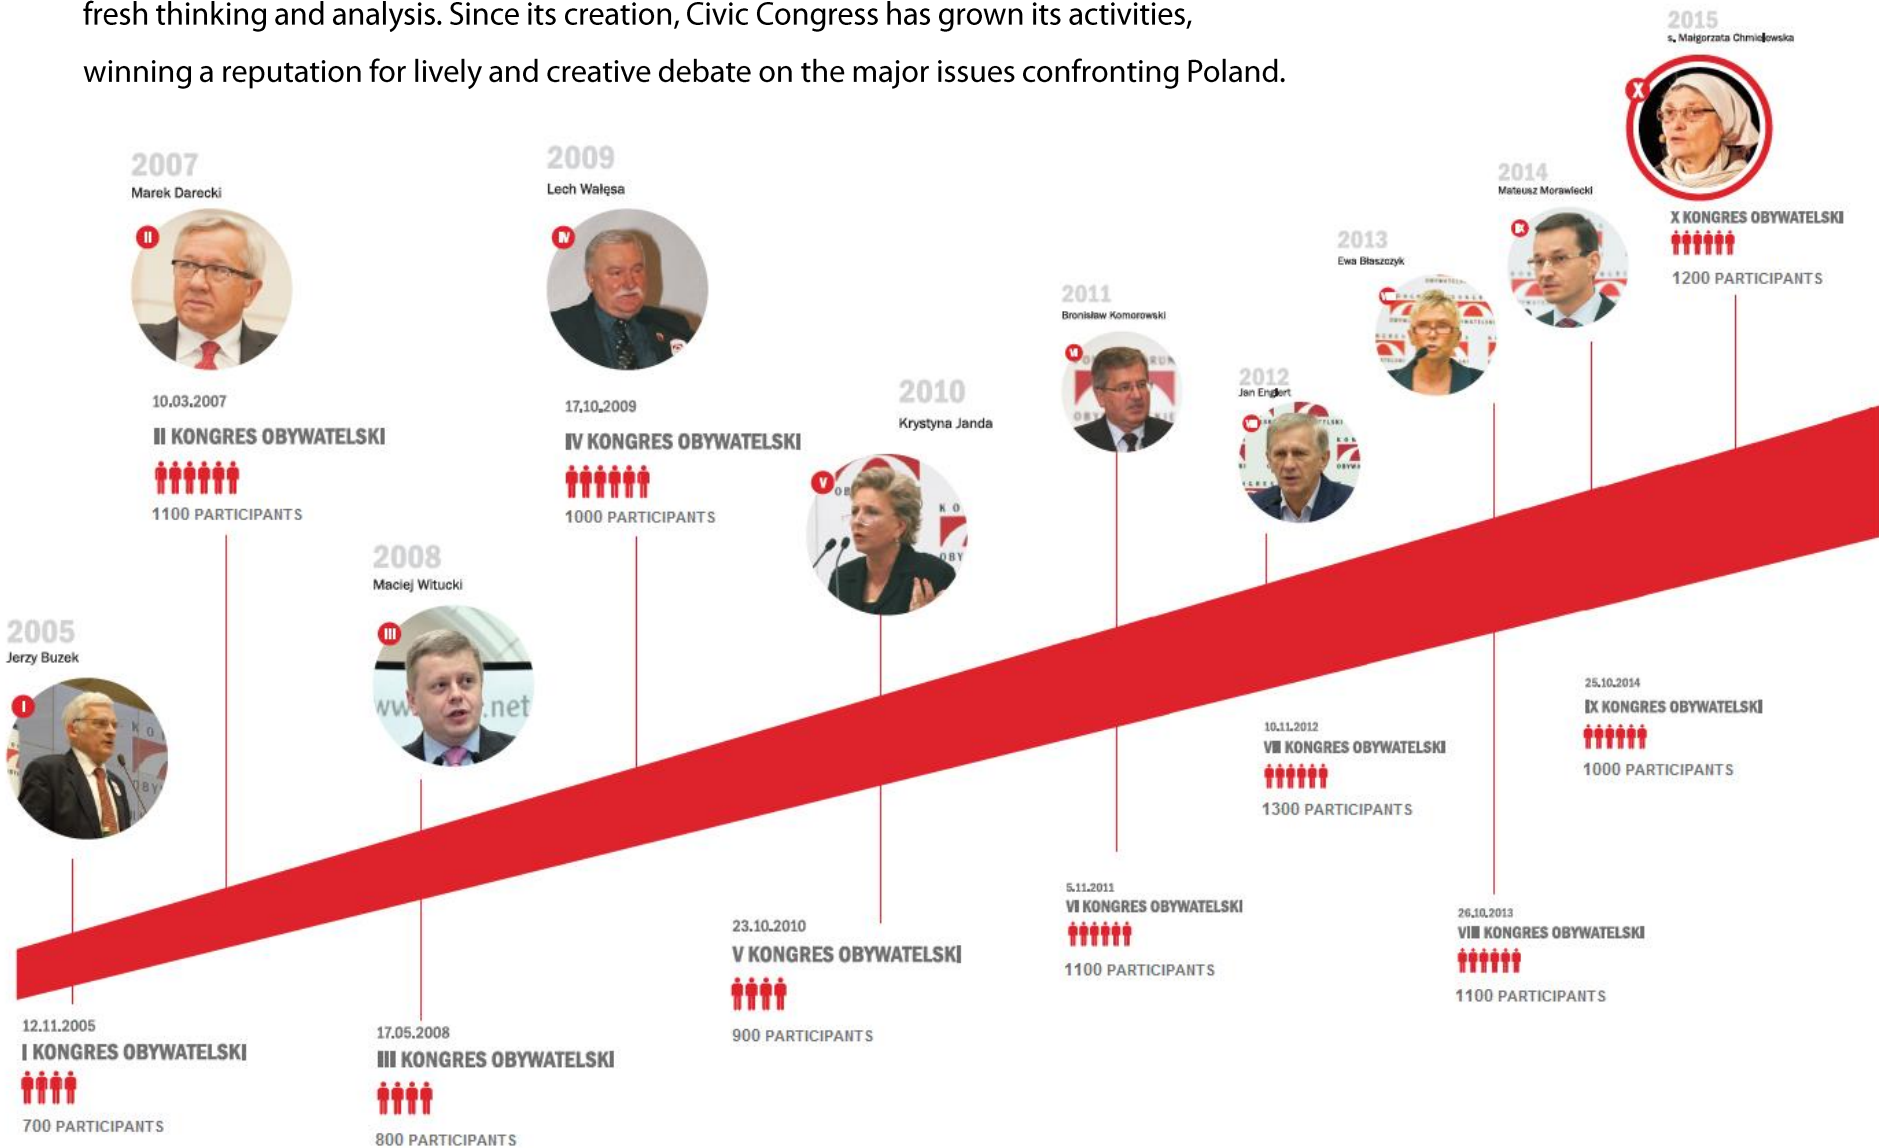 fresh thinking and analysis. Since its creation, Civic Congress has grown its activities,
winning a reputation for lively and creative debate on the major issues confronting Poland.
2005
Jerzy Buzek
I
12.11.2005
I KONGRES OBYWATELSKI
700 PARTICIPANTS
2007
Marek Darecki
II
10.03.2007
II KONGRES OBYWATELSKI
1100 PARTICIPANTS
2008
Maciej Witucki
III
17.05.2008
III KONGRES OBYWATELSKI
800 PARTICIPANTS
2009
Lech Wałęsa
IV
17.10.2009
IV KONGRES OBYWATELSKI
1000 PARTICIPANTS
2010
Krystyna Janda
V
23.10.2010
V KONGRES OBYWATELSKI
900 PARTICIPANTS
2011
Bronisław Komorowski
VI
5.11.2011
VI KONGRES OBYWATELSKI
1100 PARTICIPANTS
2012
Jan Englert
10.11.2012
VII KONGRES OBYWATELSKI
1300 PARTICIPANTS
2013
Ewa Błaszczyk
VIII
26.10.2013
VIII KONGRES OBYWATELSKI
1100 PARTICIPANTS
2014
Mateusz Morawiecki
IX
25.10.2014
IX KONGRES OBYWATELSKI
1000 PARTICIPANTS
2015
s. Małgorzata Chmielewska
X
X KONGRES OBYWATELSKI
1200 PARTICIPANTS